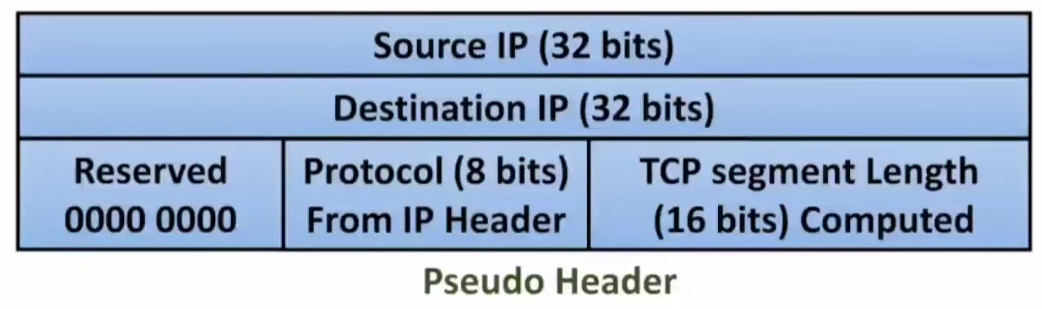 Source IP (32 bits)
Destination IP (32 bits)
Reserved
0000 0000
Protocol (8 bits)
From IP Header
TCP segment Length
(16 bits) Computed
Pseudo Header